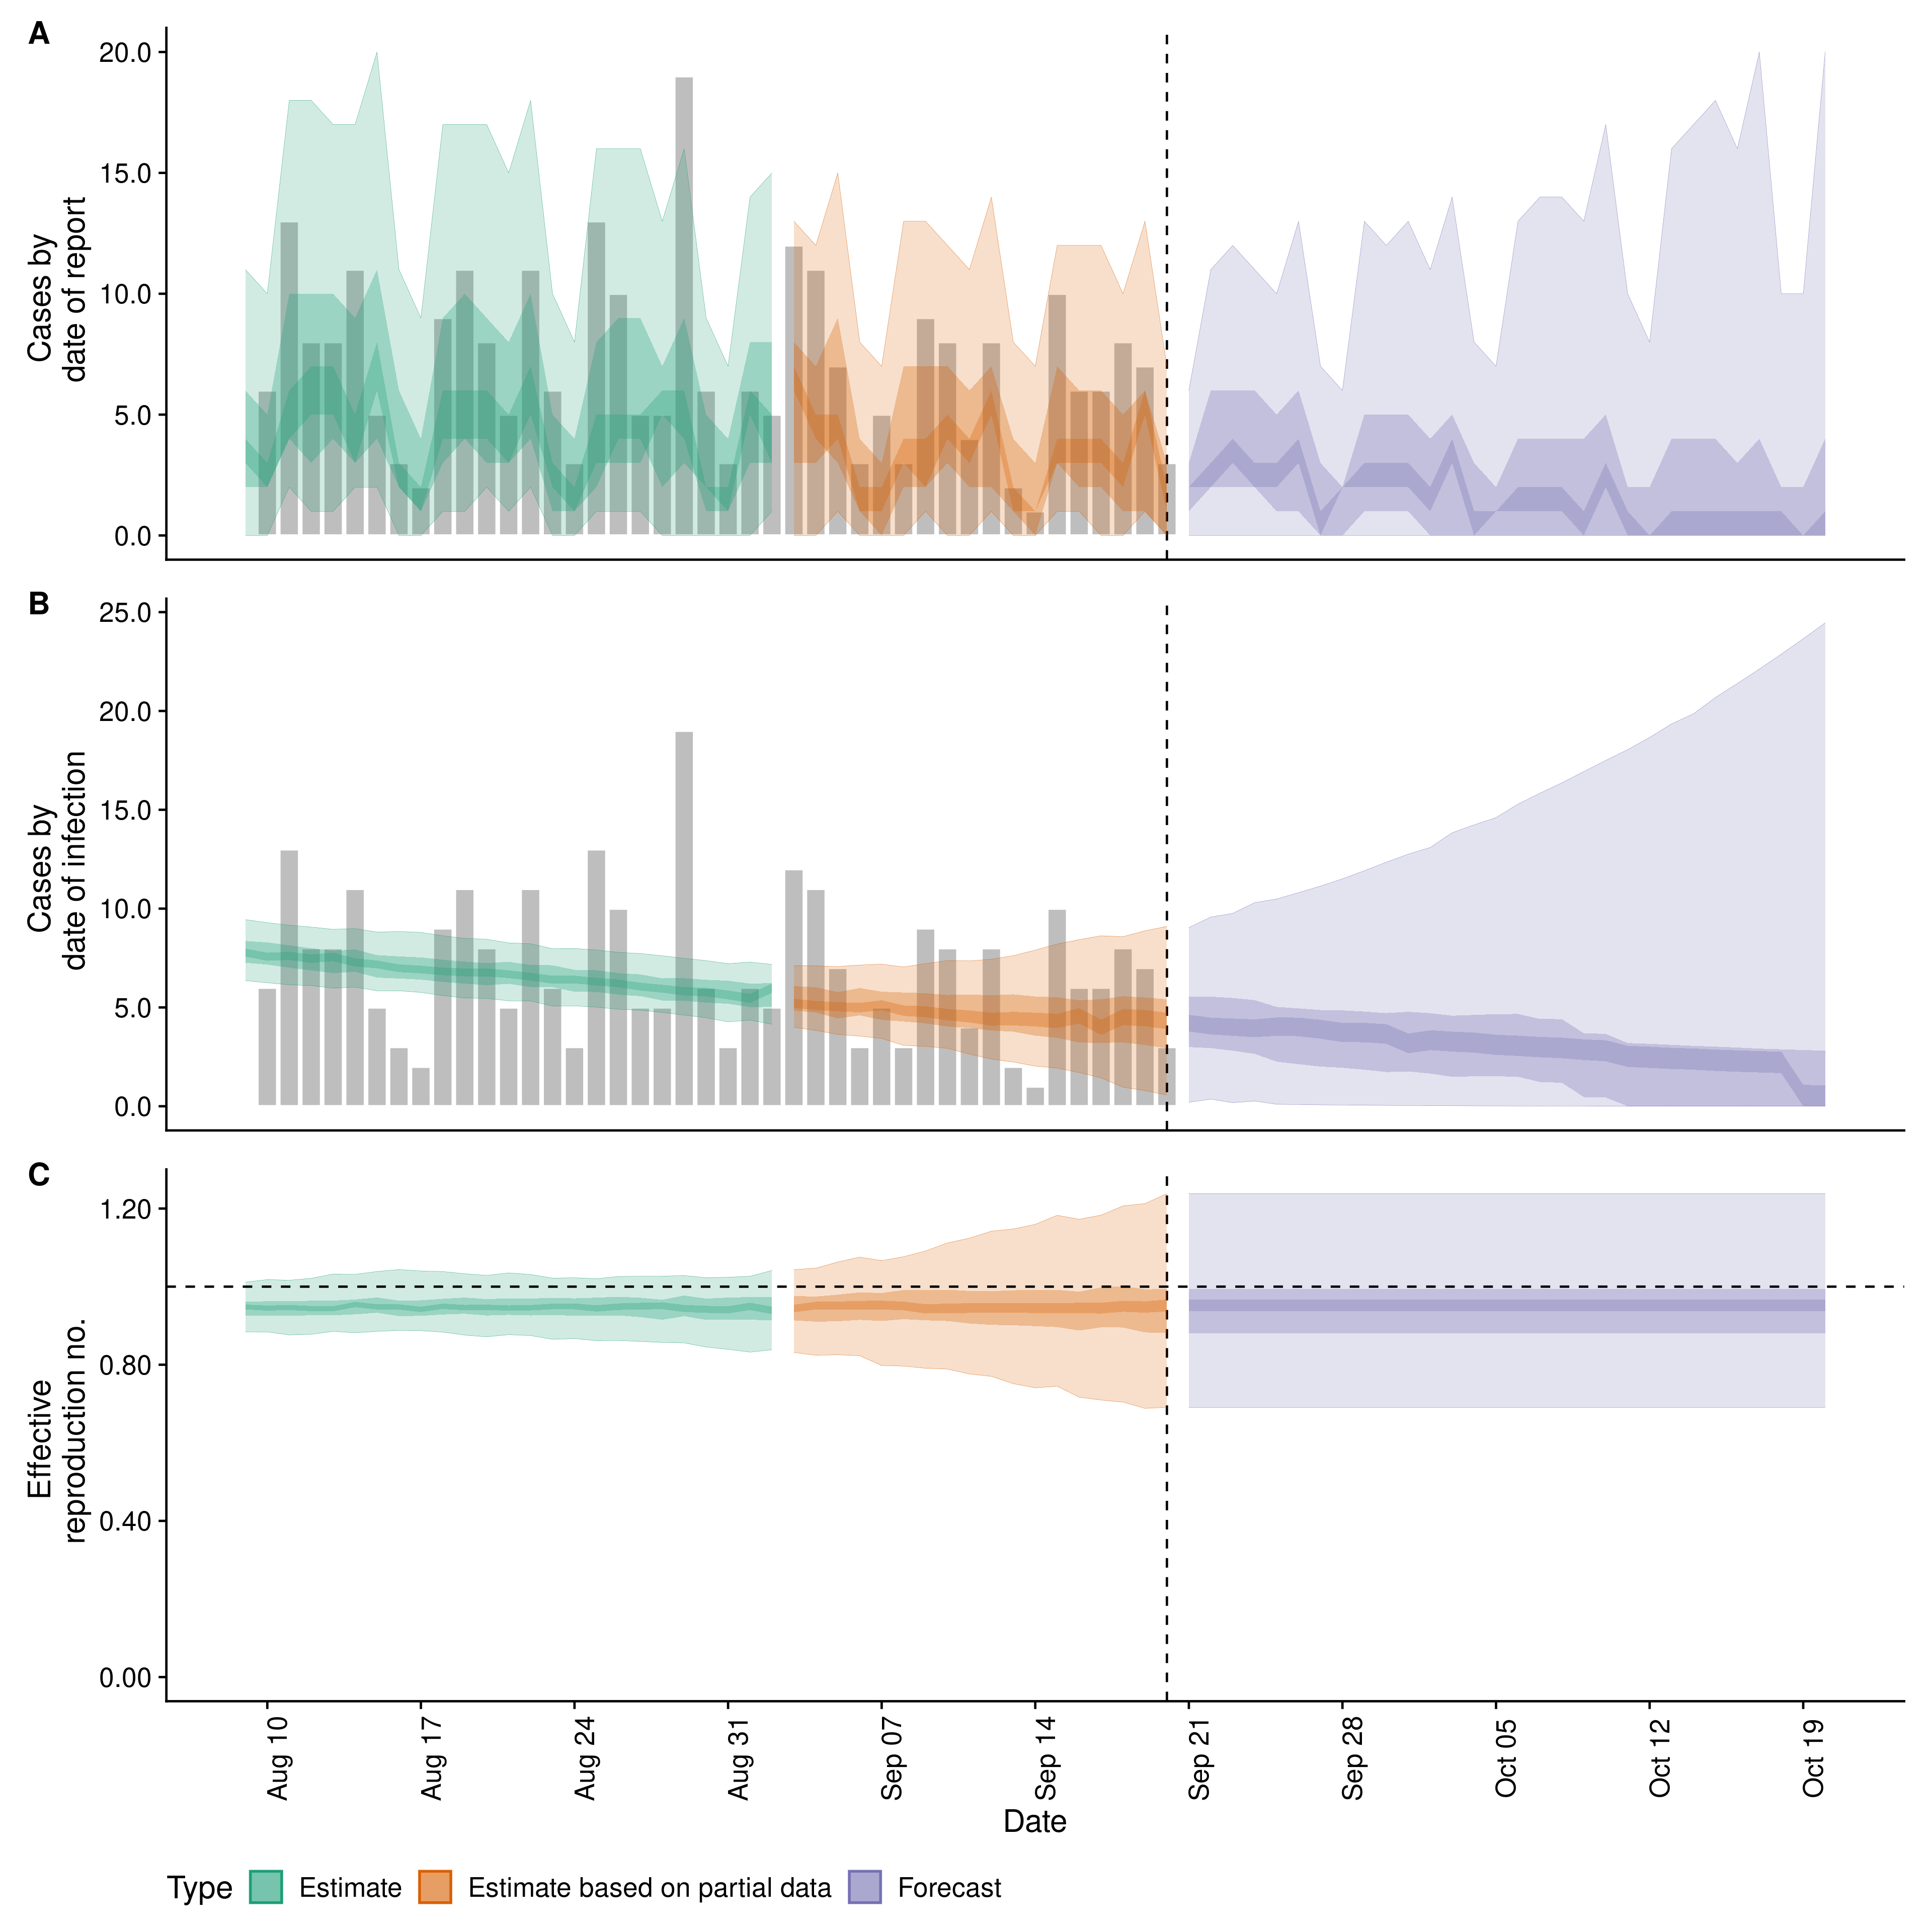 A
20.0
15.0
10.0
5.0
0.0
Cases by
date of report
B
25.0
20.0
15.0
10.0
5.0
0.0
Cases by
date of infection
C
1.20
0.80
0.40
0.00
Effective
reproduction no.
Aug 10
Aug 17
Aug 24
Aug 31
Sep 07
Sep 14
Sep 21
Sep 28
Oct 05
Oct 12
Oct 19
Date
Type Estimate Estimate based on partial data Forecast